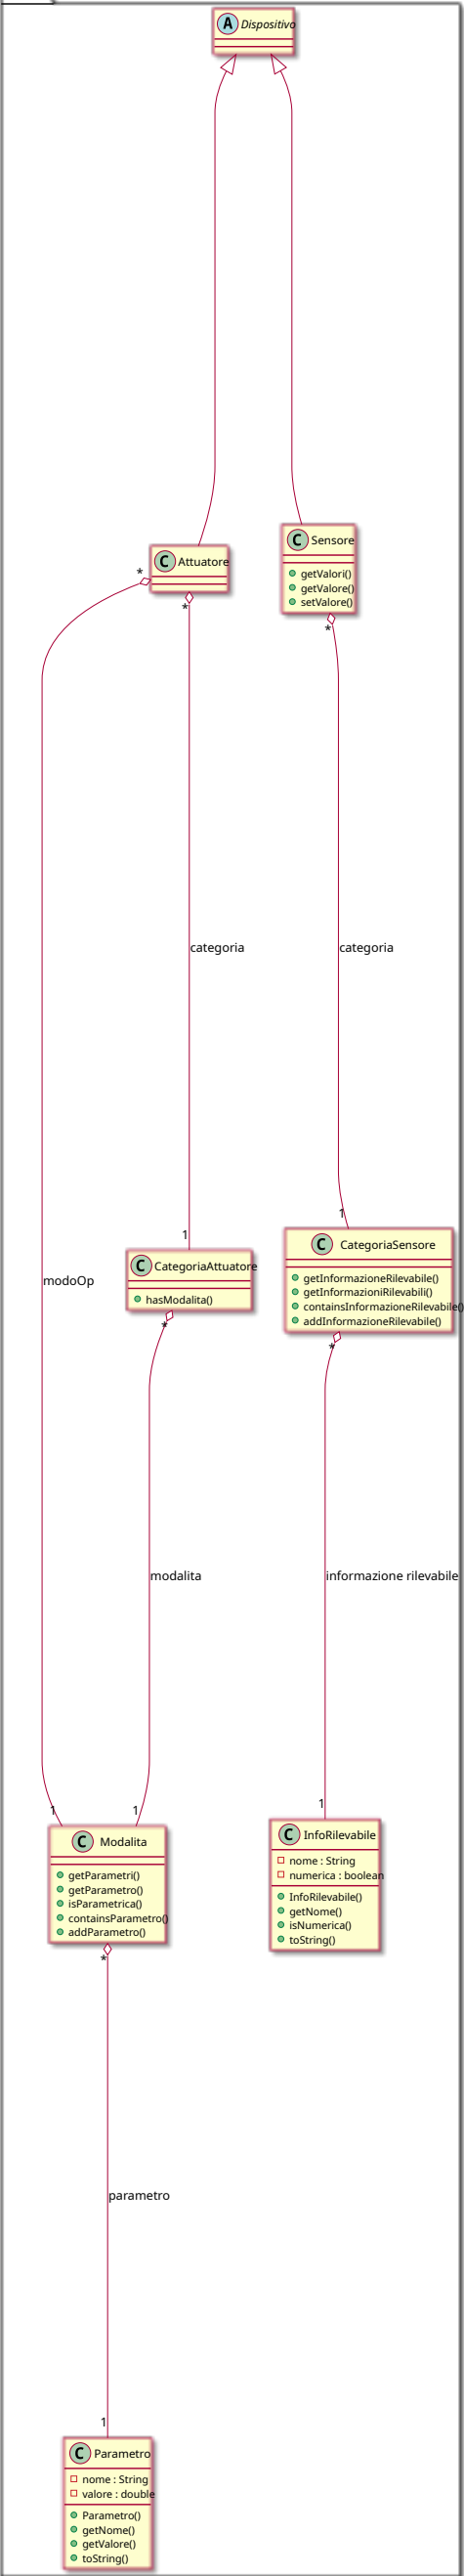 A Dispositivo
C Attuatore
C Sensore
getValori()
getValore()
setValore()
*
*
*
categoria
categoria
1
1
C CategoriaAttuatore
hasModalita()
C CategoriaSensore
getInformazioneRilevabile()
getInformazioniRilevabili()
containsInformazioneRilevabile()
addInformazioneRilevabile()
modoOp
*
*
modalita
informazione rilevabile
1
1
1
C Modalita
getParametri()
getParametro()
isParametrica()
containsParametro()
addParametro()
C InfoRilevabile
nome : String
numerica : boolean
InfoRilevabile()
getNome()
isNumerica()
toString()
*
parametro
1
C Parametro
nome : String
valore : double
Parametro()
getNome()
getValore()
toString()